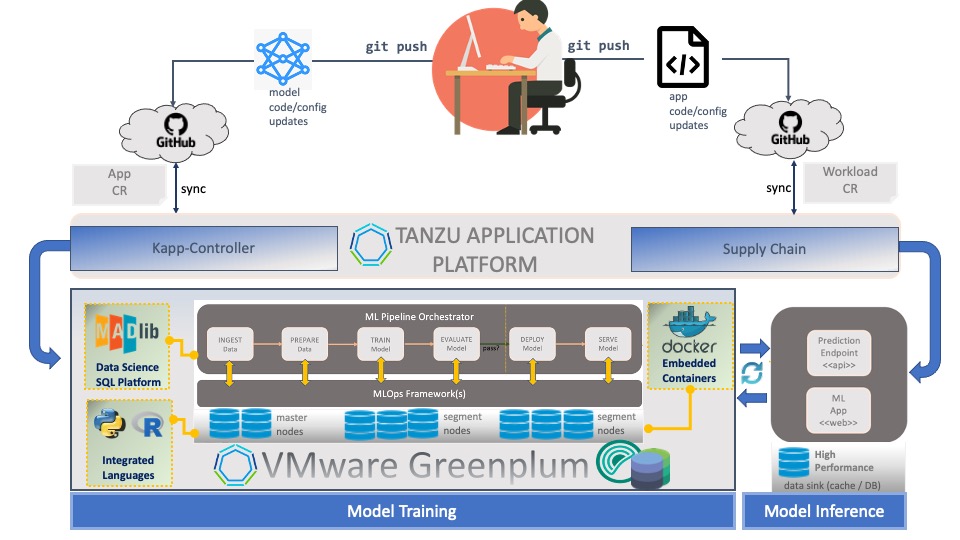 git push
git push
model
code/config
updates
app
code/config
updates
GitHub
GitHub
App
CR
sync
sync
Workload
CR
Kapp-Controller
TANZU APPLICATION
PLATFORM
Supply Chain
MADlib
Data Science
SQL Platform
ML Pipeline Orchestrator
INGEST
Data
PREPARE
Data
TRAIN
Model
EVALUATE
Model
pass?
DEPLOY
Model
SERVE
Model
MLOps Framework(s)
docker
Embedded
Containers
Prediction
Endpoint
<<api>>
ML
App
<<web>>
R
Integrated
Languages
master
nodes
segment
nodes
segment
nodes
VMware Greenplum
High
Performance
data sink (cache / DB)
Model Training
Model Inference